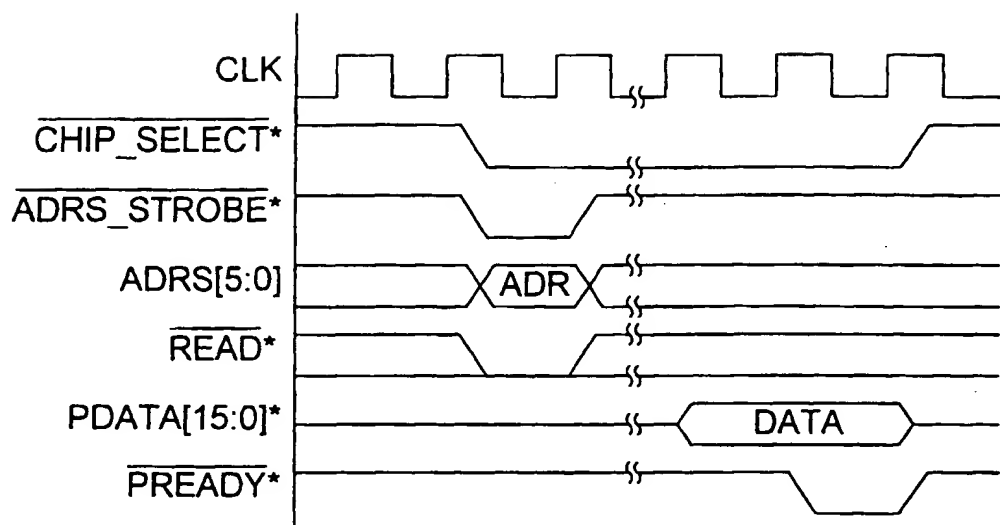 CLK
CHIP_SELECT*
ADRS_STROBE*
ADRS[5:0]
ADR
READ*
PDATA[15:0]*
DATA
PREADY*